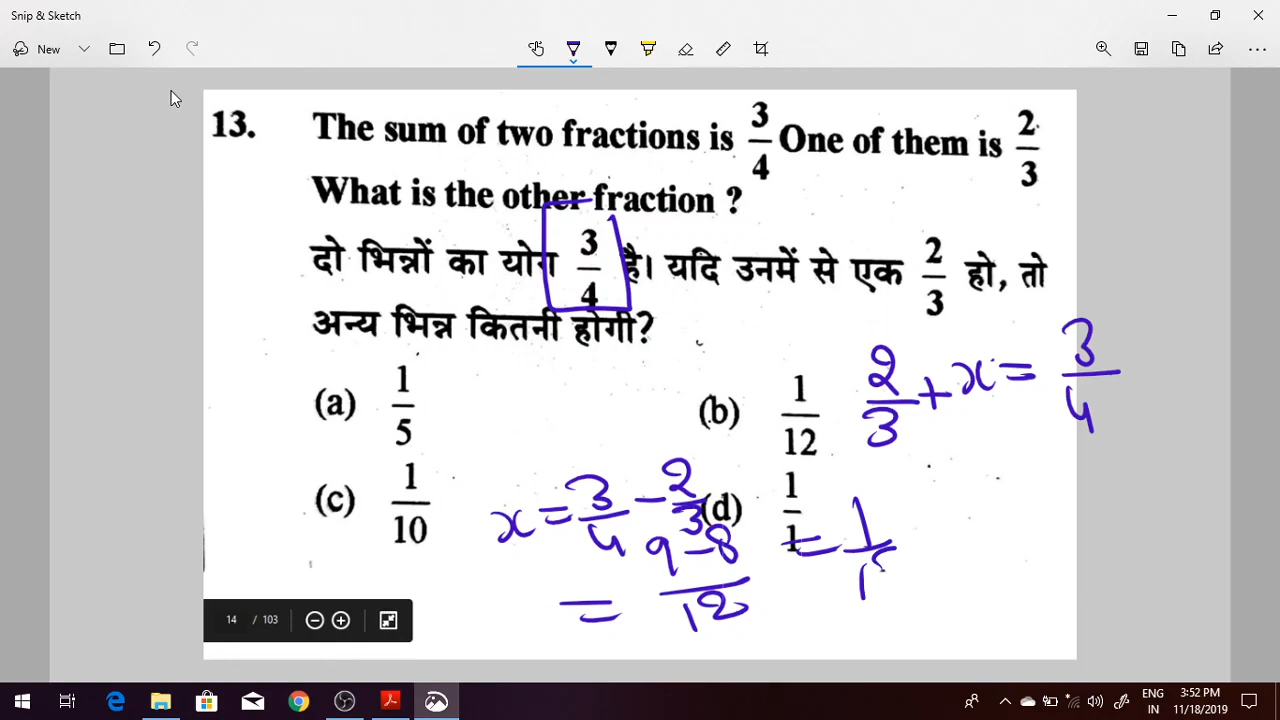 Snip & Sketch
New
13. The sum of two fractions is 3/4 One of them is 2/3
What is the other fraction ?
दो भिन्नों का योग 3/4 है। यदि उनमें से एक 2/3 हो, तो
अन्य भिन्न कितनी होगी?
(a) 1/5 (b) 1/12
2/3 + x = 3/4
(c) 1/10 (d) 1/1
x = 3/4 - 2/3
= 9-8/12 = 1/
14 / 103
ENG 3:52 PM
IN 11/18/2019